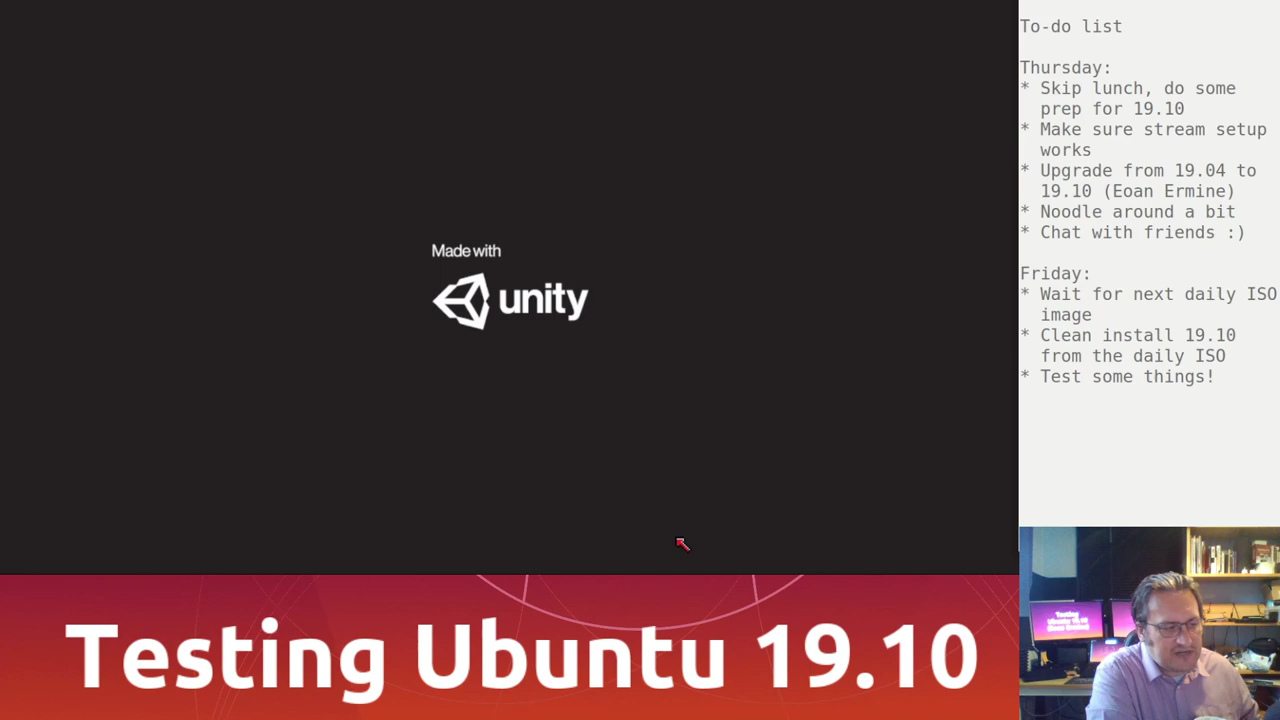 Made with
unity
To-do list
Thursday:
* Skip lunch, do some
prep for 19.10
* Make sure stream setup
works
* Upgrade from 19.04 to
19.10 (Eoan Ermine)
* Noodle around a bit
* Chat with friends :)
Friday:
* Wait for next daily ISO
image
* Clean install 19.10
from the daily ISO
* Test some things!
Testing Ubuntu 19.10